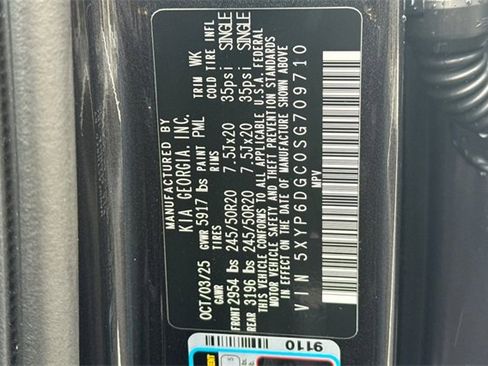 MANUFACTURED BY
KIA GEORGIA, INC.
OCT/03/25 GVWR 5917 lbs PAINT PML TRIM WK
GAWR TIRES RIMS COLD TIRE INFL
FRONT 2954 lbs 245/50R20 7.5Jx20 35psi SINGLE
REAR 3196 lbs 245/50R20 7.5Jx20 35psi SINGLE
THIS VEHICLE CONFORMS TO ALL APPLICABLE U.S.A. FEDERAL
MOTOR VEHICLE SAFETY AND THEFT PREVENTION STANDARDS
IN EFFECT ON THE DATE OF MANUFACTURE SHOWN ABOVE
VIN 5XYP6DGC0SG709710
MPV
9110